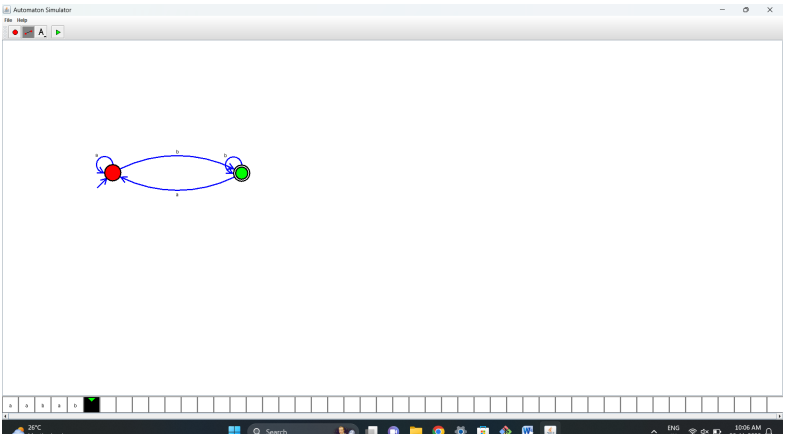 Automaton Simulator
File Help
A
b
a b
a
a a b a b
26°C
Search
ENG
10:06 AM